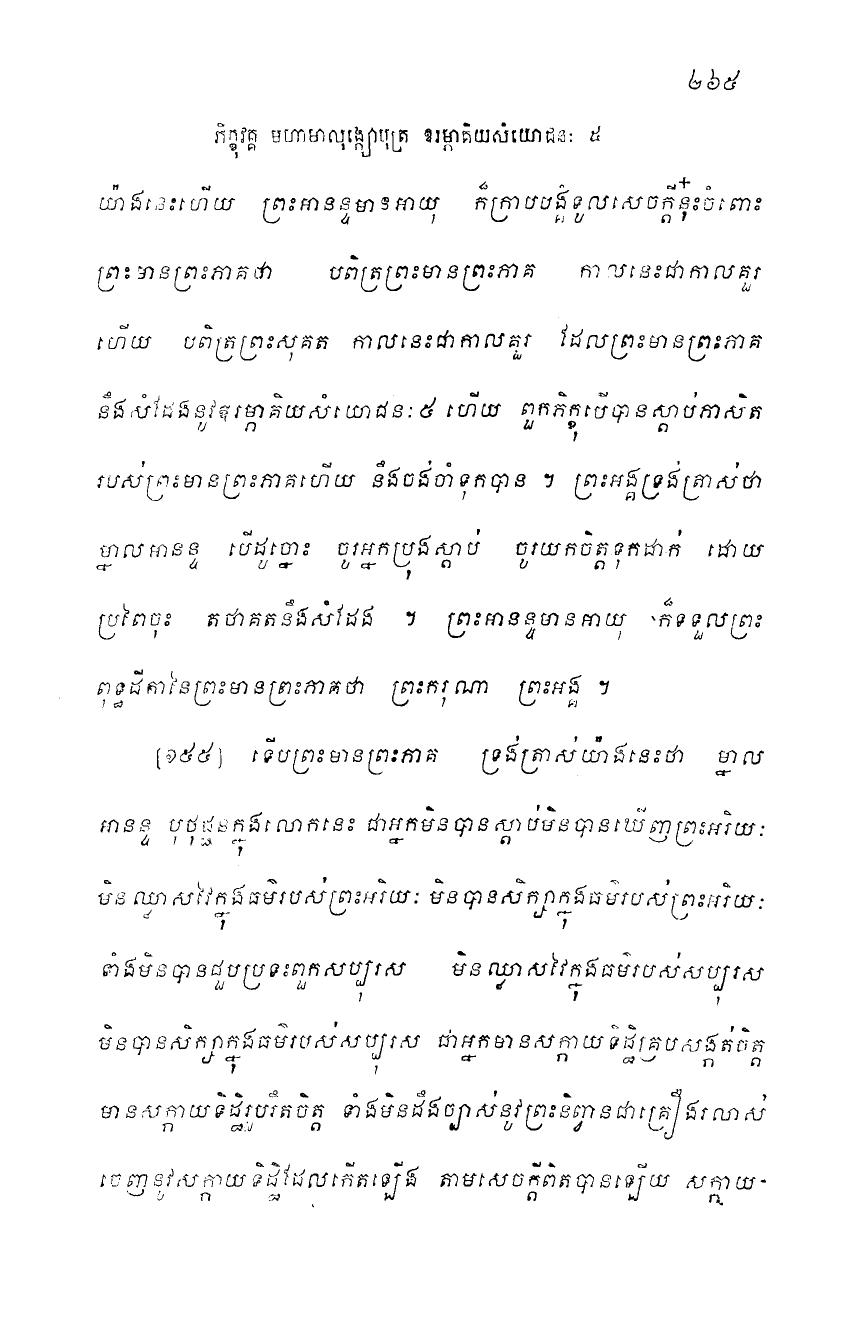 ២៦៥
ភិក្ខុវគ្គ មហាមាលុង្ក្យោបុត្រ ឱរម្ភាគិយសំយោជនៈ ៥
យ៉ាងនេះហើយ ព្រះអានន្ទមានអាយុ ក៏ក្រាបបង្គំទូលសេចក្តីនុ៎ះចំពោះ
ព្រះមានព្រះភាគថា បពិត្រព្រះមានព្រះភាគ កាលនេះជាកាលគួរ
ហើយ បពិត្រព្រះសុគត កាលនេះជាកាលគួរ ដែលព្រះមានព្រះភាគ
នឹងសំដែងនូវឱរម្ភាគិយសំយោជនៈ ៥ ហើយ ពួកភិក្ខុបើបានស្តាប់ភាសិត
របស់ព្រះមានព្រះភាគហើយ នឹងចង់ចាំទុកបាន ។ ព្រះអង្គទ្រង់ត្រាស់ថា
ម្នាលអានន្ទ បើដូច្នោះ ចូរអ្នកប្រុងស្តាប់ ចូរយកចិត្តទុកដាក់ ដោយ
ប្រពៃចុះ តថាគតនឹងសំដែង ។ ព្រះអានន្ទមានអាយុ ក៏ទទួលព្រះ
ពុទ្ធដីកានៃព្រះមានព្រះភាគថា ព្រះករុណា ព្រះអង្គ ។
[១៥៥] ទើបព្រះមានព្រះភាគ ទ្រង់ត្រាស់យ៉ាងនេះថា ម្នាល
អានន្ទ បុថុជ្ជនក្នុងលោកនេះ ជាអ្នកមិនបានស្តាប់មិនបានឃើញព្រះអរិយៈ
មិនឈ្លាសវៃក្នុងធម៌របស់ព្រះអរិយៈ មិនបានសិក្សាក្នុងធម៌របស់ព្រះអរិយៈ
ទាំងមិនបានជួបប្រទះពួកសប្បុរស មិនឈ្លាសវៃក្នុងធម៌របស់សប្បុរស
មិនបានសិក្សាក្នុងធម៌របស់សប្បុរស ជាអ្នកមានសក្កាយទិដ្ឋិគ្របសង្កត់ចិត្ត
មានសក្កាយទិដ្ឋិរួបរឹតចិត្ត ទាំងមិនដឹងច្បាស់នូវព្រះនិព្វានជាគ្រឿងរលាស់
ចេញនូវសក្កាយទិដ្ឋិដែលកើតឡើង តាមសេចក្តីពិតបានឡើយ សក្កាយ-